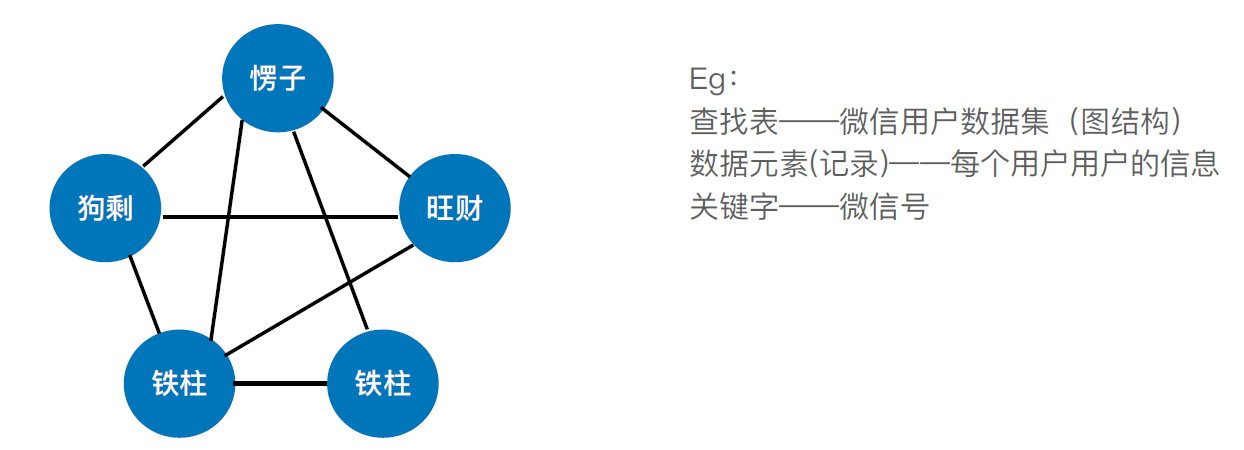 愣子
狗剩
旺财
铁柱
铁柱
Eg：
查找表——微信用户数据集（图结构）
数据元素(记录)——每个用户用户的信息
关键字——微信号